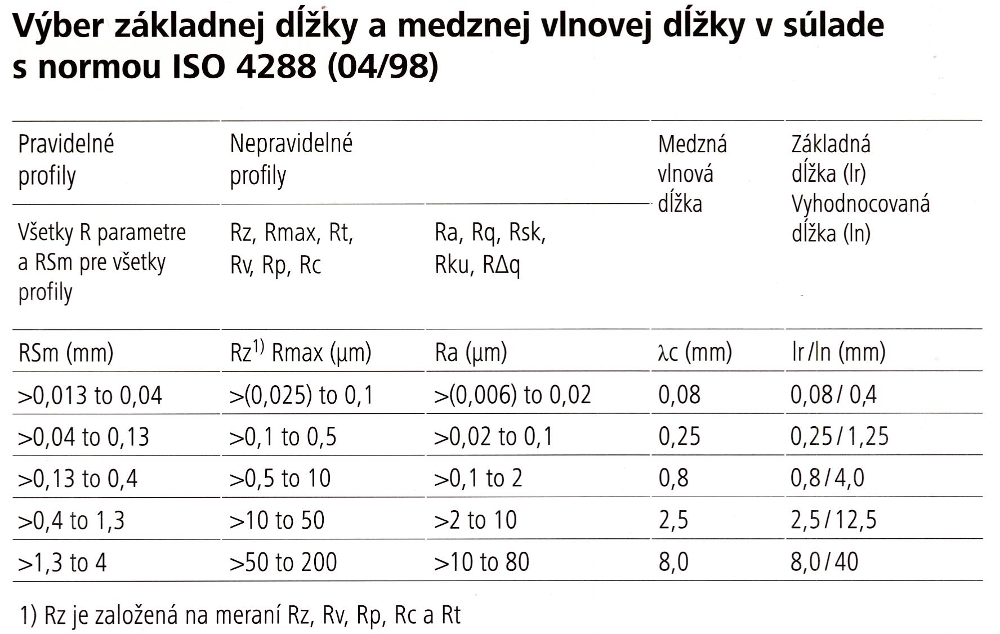 Výber základnej dĺžky a medznej vlnovej dĺžky v súlade
s normou ISO 4288 (04/98)
Pravidelné
profily
Nepravidelné
profily
Medzná
vlnová
dĺžka
Základná
dĺžka (lr)
Vyhodnocovaná
dĺžka (ln)
Všetky R parametre
a RSm pre všetky
profily
Rz, Rmax, Rt,
Rv, Rp, Rc
Ra, Rq, Rsk,
Rku, RΔq
RSm (mm) Rz¹⁾ Rmax (µm) Ra (µm) λc (mm) lr/ln (mm)
>0,013 to 0,04 >(0,025) to 0,1 >(0,006) to 0,02 0,08 0,08/ 0,4
>0,04 to 0,13 >0,1 to 0,5 >0,02 to 0,1 0,25 0,25/1,25
>0,13 to 0,4 >0,5 to 10 >0,1 to 2 0,8 0,8/4,0
>0,4 to 1,3 >10 to 50 >2 to 10 2,5 2,5/12,5
>1,3 to 4 >50 to 200 >10 to 80 8,0 8,0/40
1) Rz je založená na meraní Rz, Rv, Rp, Rc a Rt